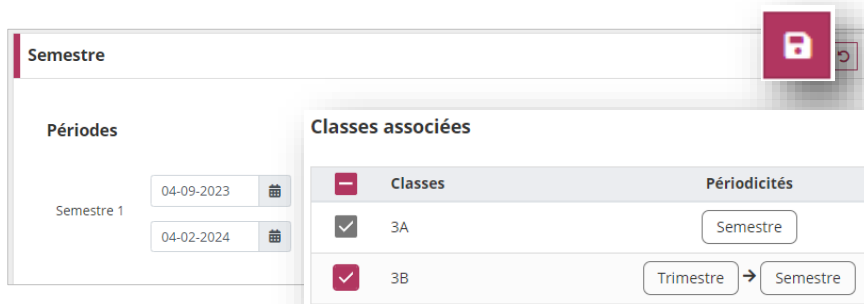 Semestre
Périodes
Semestre 1
04-09-2023
04-02-2024
Classes associées
Classes Périodicités
3A Semestre
3B Trimestre → Semestre